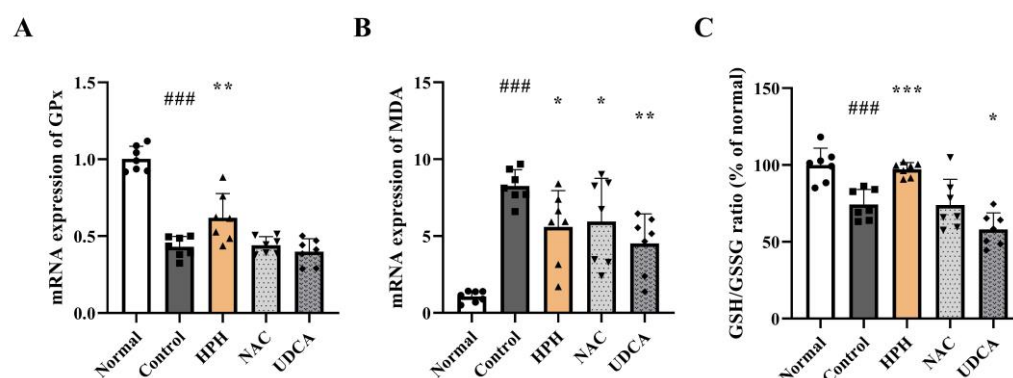 A
mRNA expression of GPx
1.5
1.0
0.5
0.0
###
**
Normal
Control
HPH
NAC
UDCA
B
mRNA expression of MDA
15
10
5
0
###
*
*
**
Normal
Control
HPH
NAC
UDCA
C
GSH/GSSG ratio (% of normal)
150
100
50
0
###
***
*
Normal
Control
HPH
NAC
UDCA